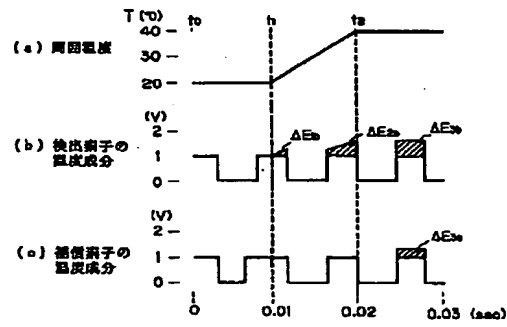 T (℃) t₀ t₁ t₂
40
(a) 周囲温度 30
20
(V)
(b) 検出素子の 2 ΔE₁b ΔE₂b ΔE₃b
温度成分 1
0
(V)
2 ΔE₃c
(c) 補償素子の 1
温度成分 0
0 0.01 0.02 0.03 (sec)